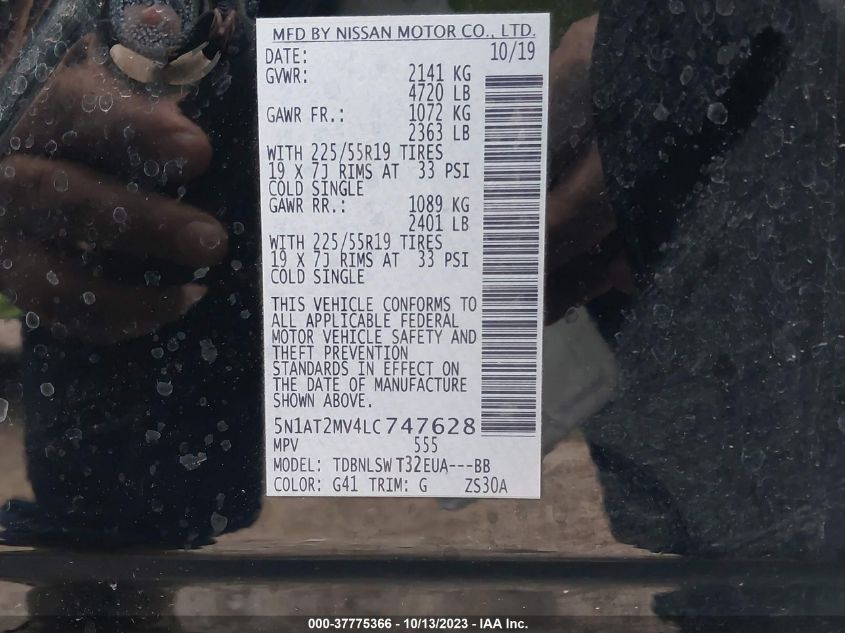 MFD BY NISSAN MOTOR CO., LTD.
DATE: 10/19
GVWR: 2141 KG
4720 LB
GAWR FR.: 1072 KG
2363 LB
WITH 225/55R19 TIRES
19 X 7J RIMS AT 33 PSI
COLD SINGLE
GAWR RR.: 1089 KG
2401 LB
WITH 225/55R19 TIRES
19 X 7J RIMS AT 33 PSI
COLD SINGLE
THIS VEHICLE CONFORMS TO
ALL APPLICABLE FEDERAL
MOTOR VEHICLE SAFETY AND
THEFT PREVENTION
STANDARDS IN EFFECT ON
THE DATE OF MANUFACTURE
SHOWN ABOVE.
5N1AT2MV4LC747628
MPV 555
MODEL: TDBNLSW T32EUA---BB
COLOR: G41 TRIM: G ZS30A
000-37775366 - 10/13/2023 - IAA Inc.